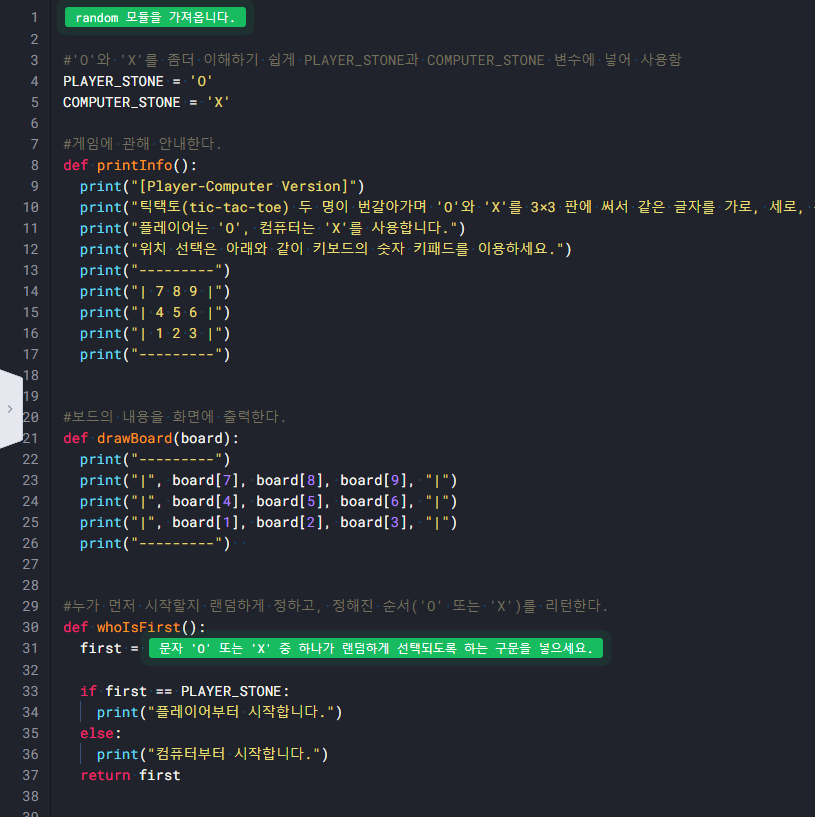 1 random 모듈을 가져옵니다.
2
3 #'O'와 'X'를 좀더 이해하기 쉽게 PLAYER_STONE과 COMPUTER_STONE 변수에 넣어 사용함
4 PLAYER_STONE = 'O'
5 COMPUTER_STONE = 'X'
6
7 #게임에 관해 안내한다.
8 def printInfo():
9   print("[Player-Computer Version]")
10   print("틱택토(tic-tac-toe) 두 명이 번갈아가며 'O'와 'X'를 3×3 판에 써서 같은 글자를 가로, 세로,
11   print("플레이어는 'O', 컴퓨터는 'X'를 사용합니다.")
12   print("위치 선택은 아래와 같이 키보드의 숫자 키패드를 이용하세요.")
13   print("---------")
14   print("| 7 8 9 |")
15   print("| 4 5 6 |")
16   print("| 1 2 3 |")
17   print("---------")
18
19
20 #보드의 내용을 화면에 출력한다.
21 def drawBoard(board):
22   print("---------")
23   print("|", board[7], board[8], board[9], "|")
24   print("|", board[4], board[5], board[6], "|")
25   print("|", board[1], board[2], board[3], "|")
26   print("---------")
27
28
29 #누가 먼저 시작할지 랜덤하게 정하고, 정해진 순서('O' 또는 'X')를 리턴한다.
30 def whoIsFirst():
31   first = 문자 'O' 또는 'X' 중 하나가 랜덤하게 선택되도록 하는 구문을 넣으세요.
32
33   if first == PLAYER_STONE:
34     print("플레이어부터 시작합니다.")
35   else:
36     print("컴퓨터부터 시작합니다.")
37   return first
38
39